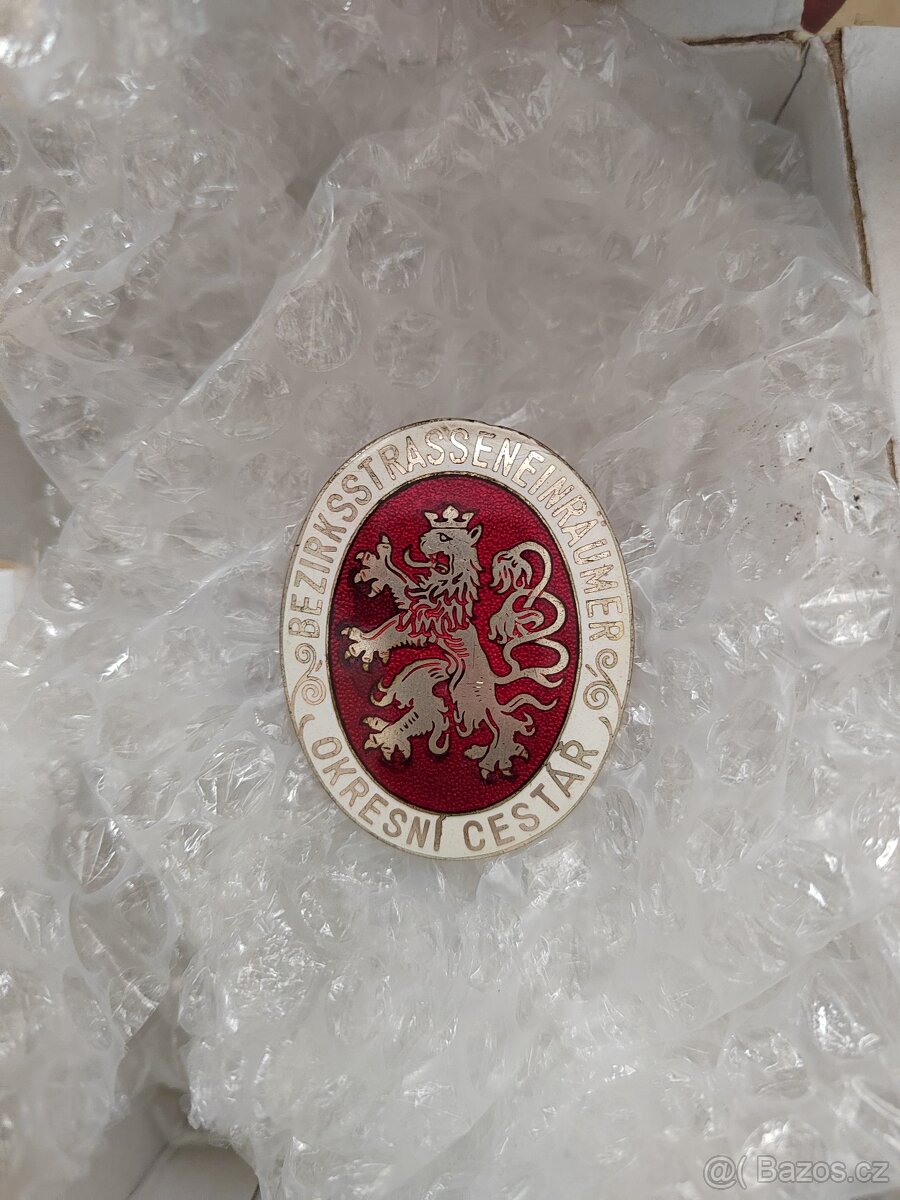 BEZIRKSSTRASSENEINRAUMER
OKRESNÍ CESTÁŘ
@( Bazos.cz